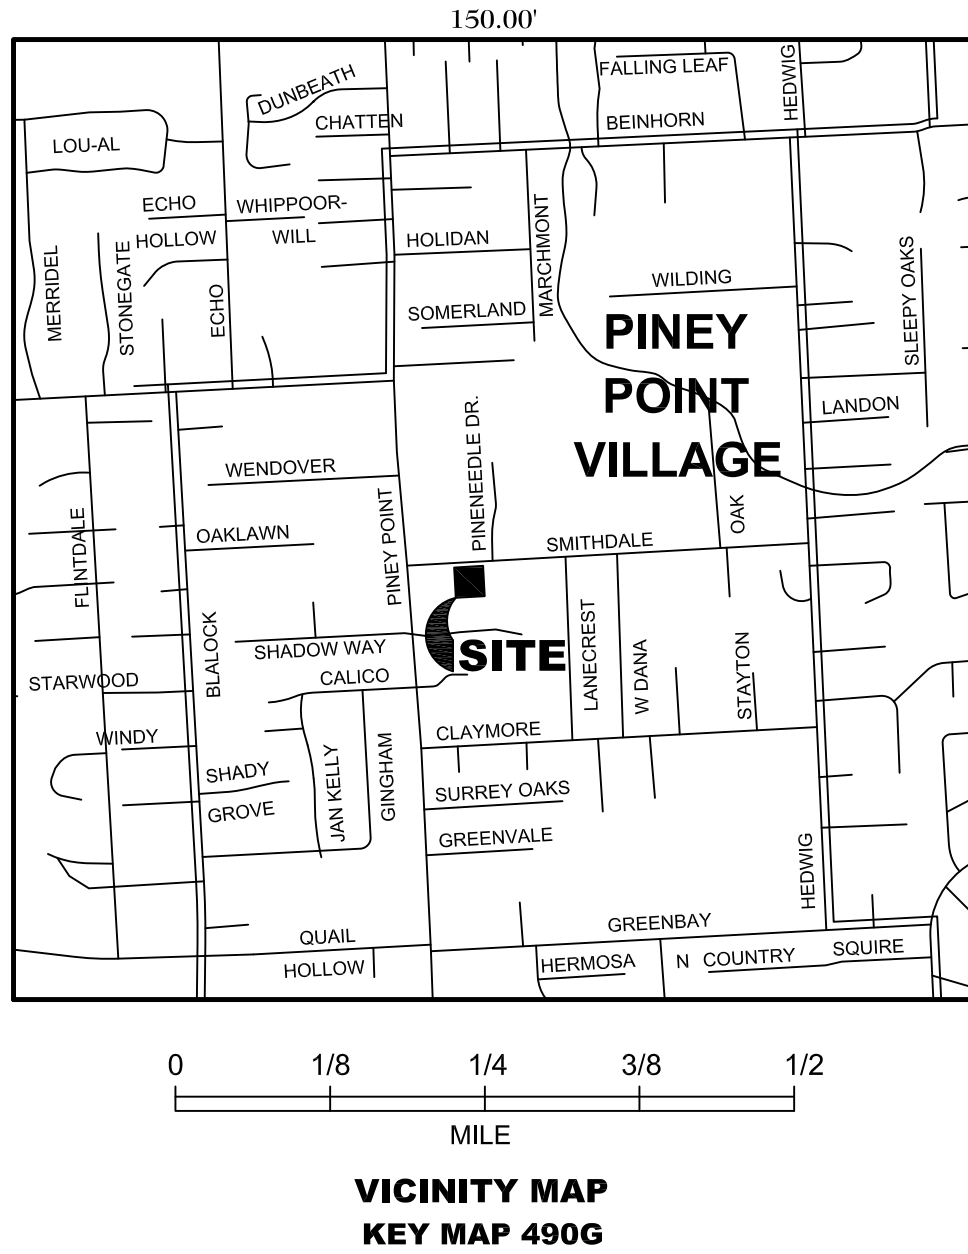 150.00'
FALLING LEAF
HEDWIG
DUNBEATH
CHATTEN
BEINHORN
LOU-AL
ECHO
WHIPPOOR-
HOLLOW
WILL
HOLIDAN
MARCHMONT
MERRIDEL
STONEGATE
ECHO
SOMERLAND
WILDING
SLEEPY OAKS
PINEY
POINT
VILLAGE
LANDON
PINENEEDLE DR.
WENDOVER
OAK
OAKLAWN
PINEY POINT
SMITHDALE
FLINTDALE
BLALOCK
SHADOW WAY
SITE
LANECREST
W DANA
STAYTON
STARWOOD
CALICO
WINDY
CLAYMORE
SHADY
GROVE
JAN KELLY
GINGHAM
SURREY OAKS
GREENVALE
HEDWIG
QUAIL
HOLLOW
GREENBAY
HERMOSA
N COUNTRY SQUIRE
0 1/8 1/4 3/8 1/2
MILE
VICINITY MAP
KEY MAP 490G